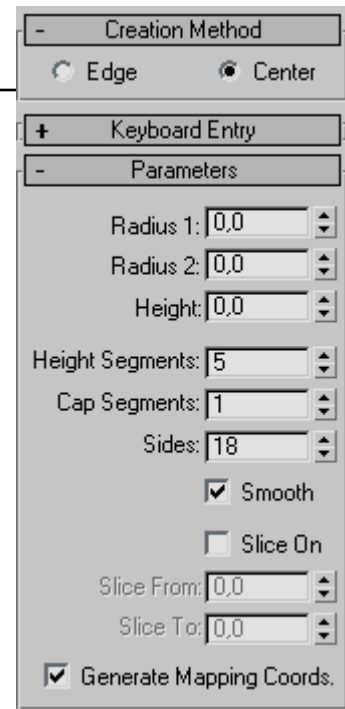 - Creation Method
Edge Center
+ Keyboard Entry
- Parameters
Radius 1: 0,0
Radius 2: 0,0
Height: 0,0
Height Segments: 5
Cap Segments: 1
Sides: 18
Smooth
Slice On
Slice From: 0,0
Slice To: 0,0
Generate Mapping Coords.